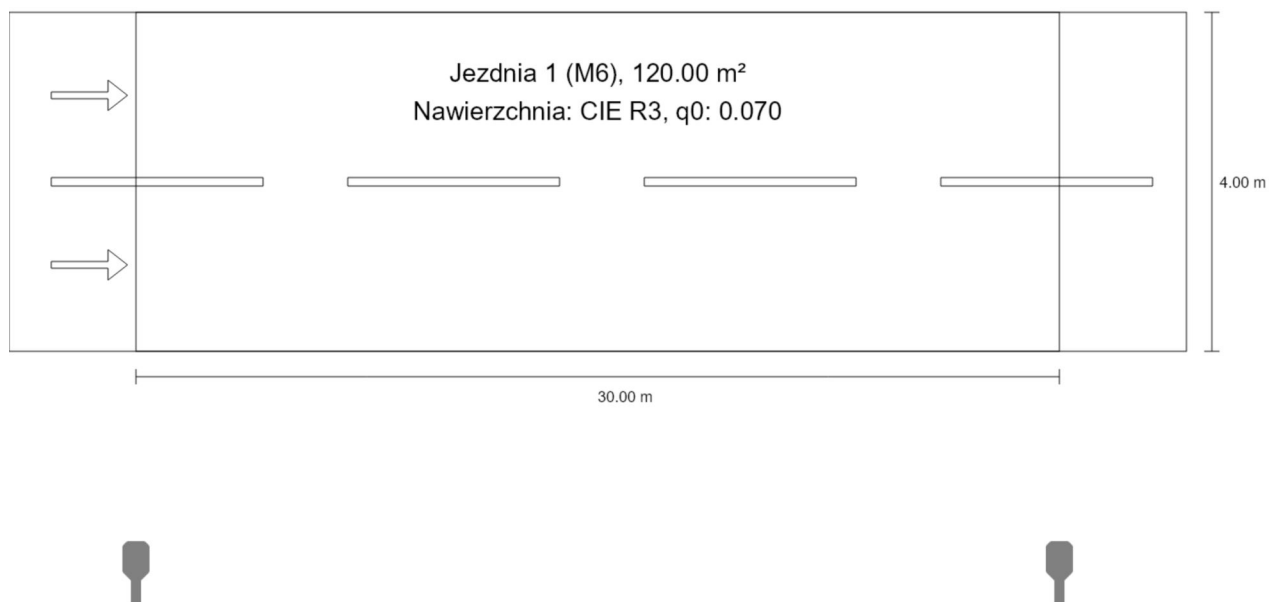 Jezdnia 1 (M6), 120.00 m²
Nawierzchnia: CIE R3, q0: 0.070
4.00 m
30.00 m